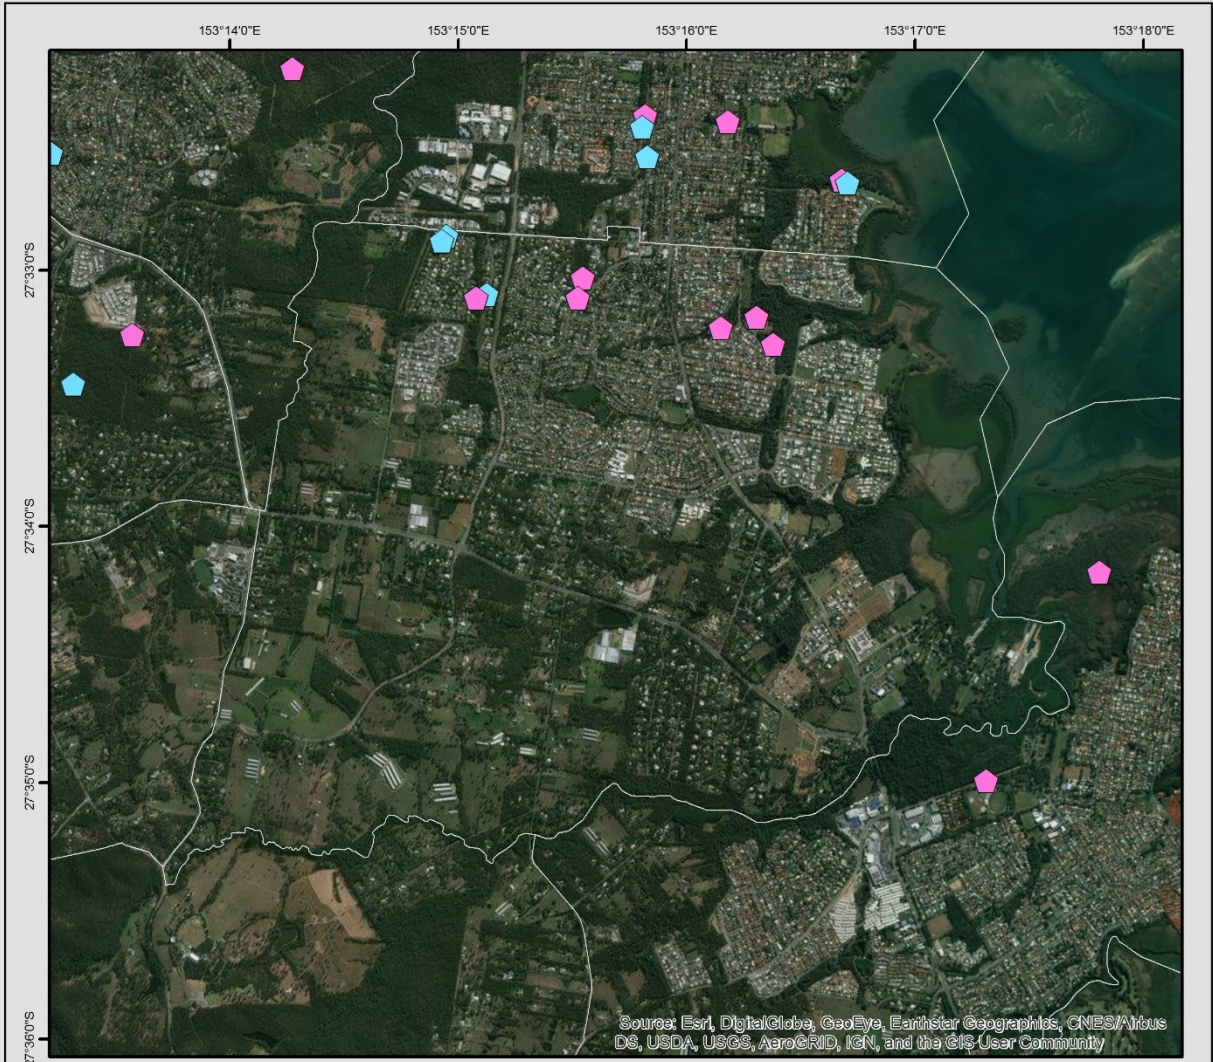 153°14'0"E 153°15'0"E 153°16'0"E 153°17'0"E 153°18'0"E
27°33'0"S
27°34'0"S
27°35'0"S
27°36'0"S
Source: Esri, DigitalGlobe, GeoEye, Earthstar Geographics, CNES/Airbus
DS, USDA, USGS, AeroGRID, IGN, and the GIS User Community